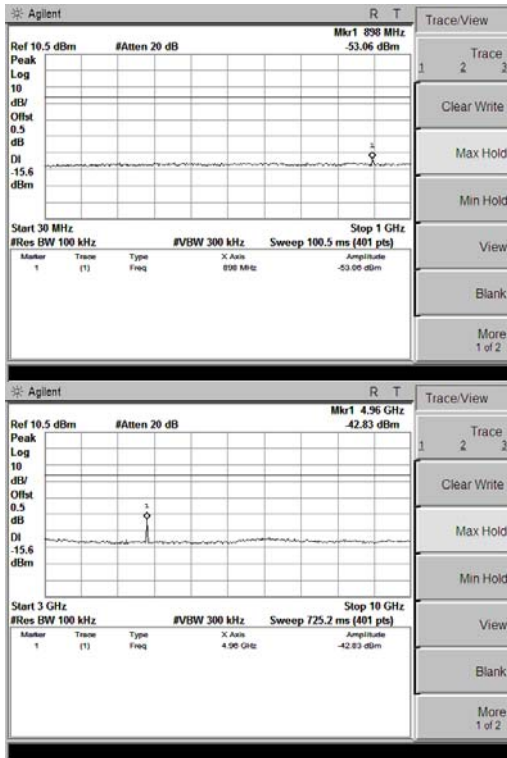 Agilent R T Trace/View
Mkr1 898 MHz
Ref 10.5 dBm #Atten 20 dB -53.06 dBm
Peak
Log
10
dB/
Offst
0.5
dB
DI
-15.6
dBm
1
Start 30 MHz Stop 1 GHz
#Res BW 100 kHz #VBW 300 kHz Sweep 100.5 ms (401 pts)
Marker Trace Type X Axis Amplitude
1 (1) Freq 898 MHz -53.06 dBm
Trace
1 2 3
Clear Write
Max Hold
Min Hold
View
Blank
More
1 of 2
Agilent R T Trace/View
Mkr1 4.96 GHz
Ref 10.5 dBm #Atten 20 dB -42.83 dBm
Peak
Log
10
dB/
Offst
0.5
dB
DI
-15.6
dBm
1
Start 3 GHz Stop 10 GHz
#Res BW 100 kHz #VBW 300 kHz Sweep 725.2 ms (401 pts)
Marker Trace Type X Axis Amplitude
1 (1) Freq 4.96 GHz -42.83 dBm
Trace
1 2 3
Clear Write
Max Hold
Min Hold
View
Blank
More
1 of 2